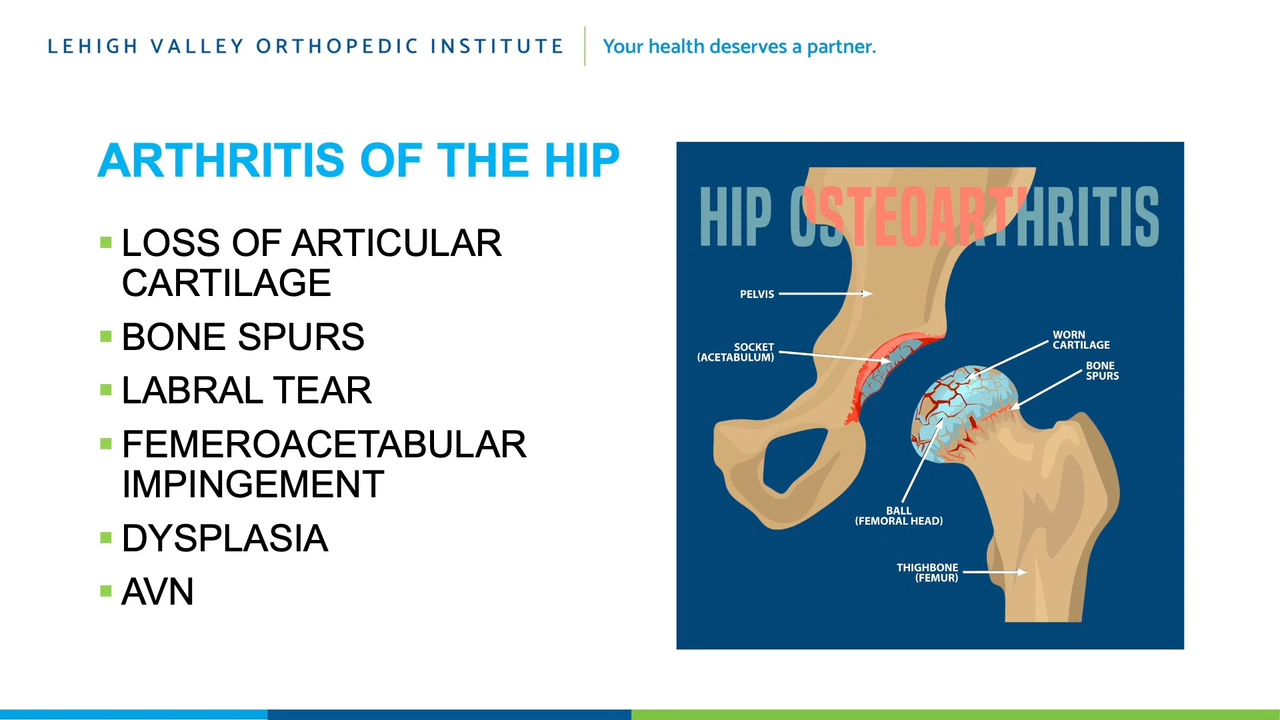 LEHIGH VALLEY ORTHOPEDIC INSTITUTE
Your health deserves a partner.
ARTHRITIS OF THE HIP
LOSS OF ARTICULAR
CARTILAGE
BONE SPURS
LABRAL TEAR
FEMEROACETABULAR
IMPINGEMENT
DYSPLASIA
AVN
HIP OSTEOARTHRITIS
PELVIS
SOCKET
(ACETABULUM)
WORN
CARTILAGE
BONE
SPURS
BALL
(FEMORAL HEAD)
THIGHBONE
(FEMUR)